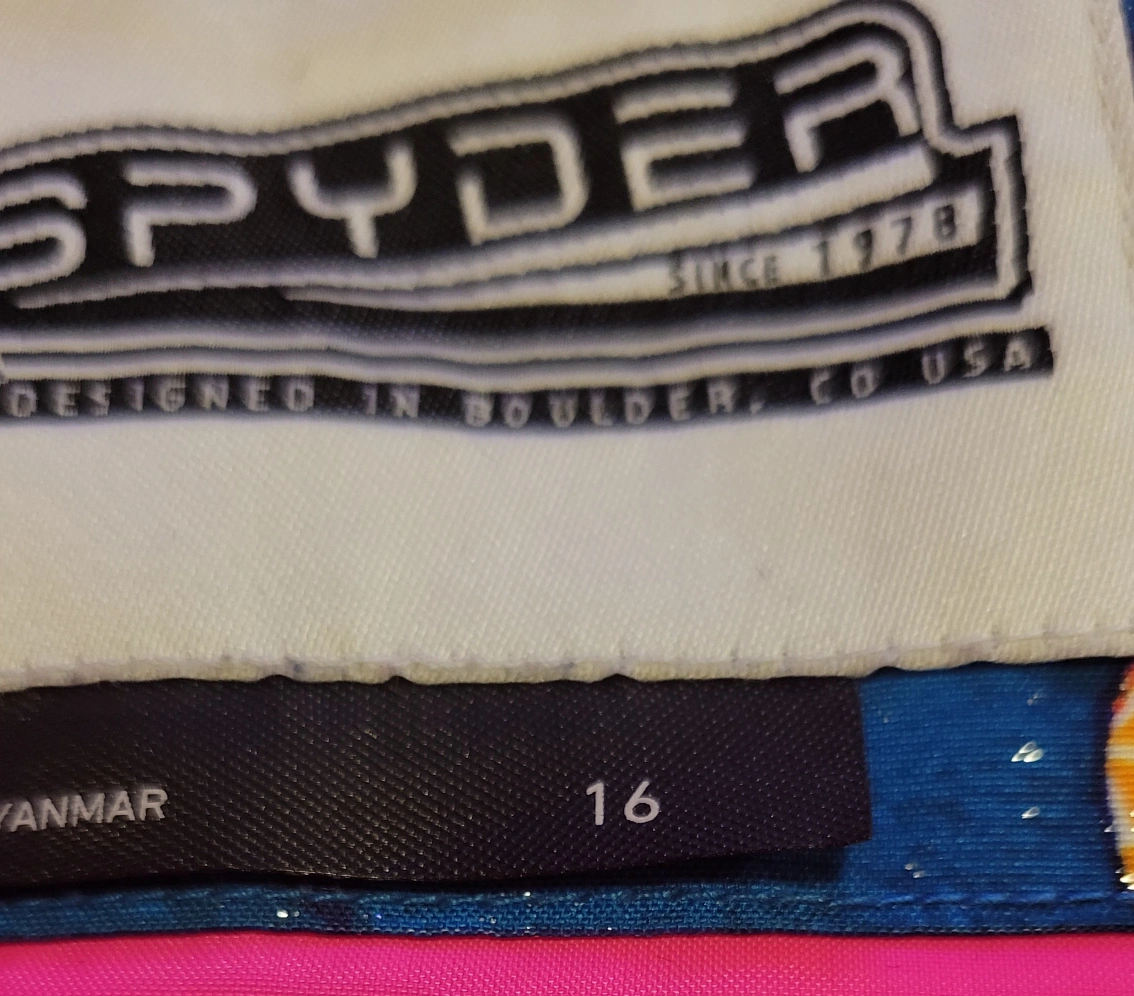 SPYDER
SINCE 1978
DESIGNED IN BOULDER, CO USA
YANMAR 16